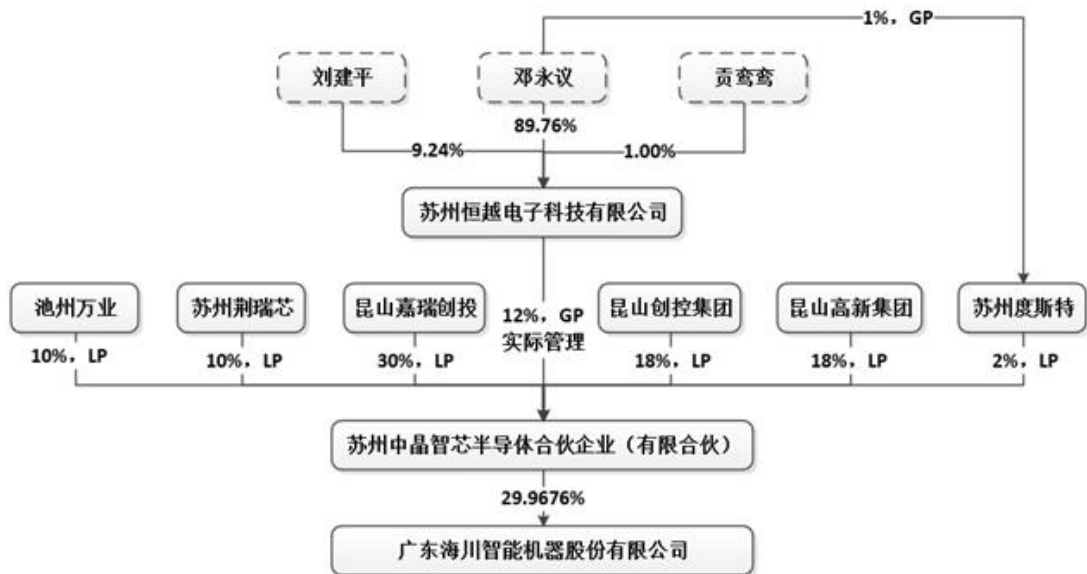 1%，GP
刘建平
邓永议
贡鸾鸾
89.76%
9.24%
1.00%
苏州恒越电子科技有限公司
池州万业
苏州荆瑞芯
昆山嘉瑞创投
12%，GP
实际管理
昆山创控集团
昆山高新集团
苏州度斯特
10%，LP
10%，LP
30%，LP
18%，LP
18%，LP
2%，LP
苏州中晶智芯半导体合伙企业（有限合伙）
29.9676%
广东海川智能机器股份有限公司